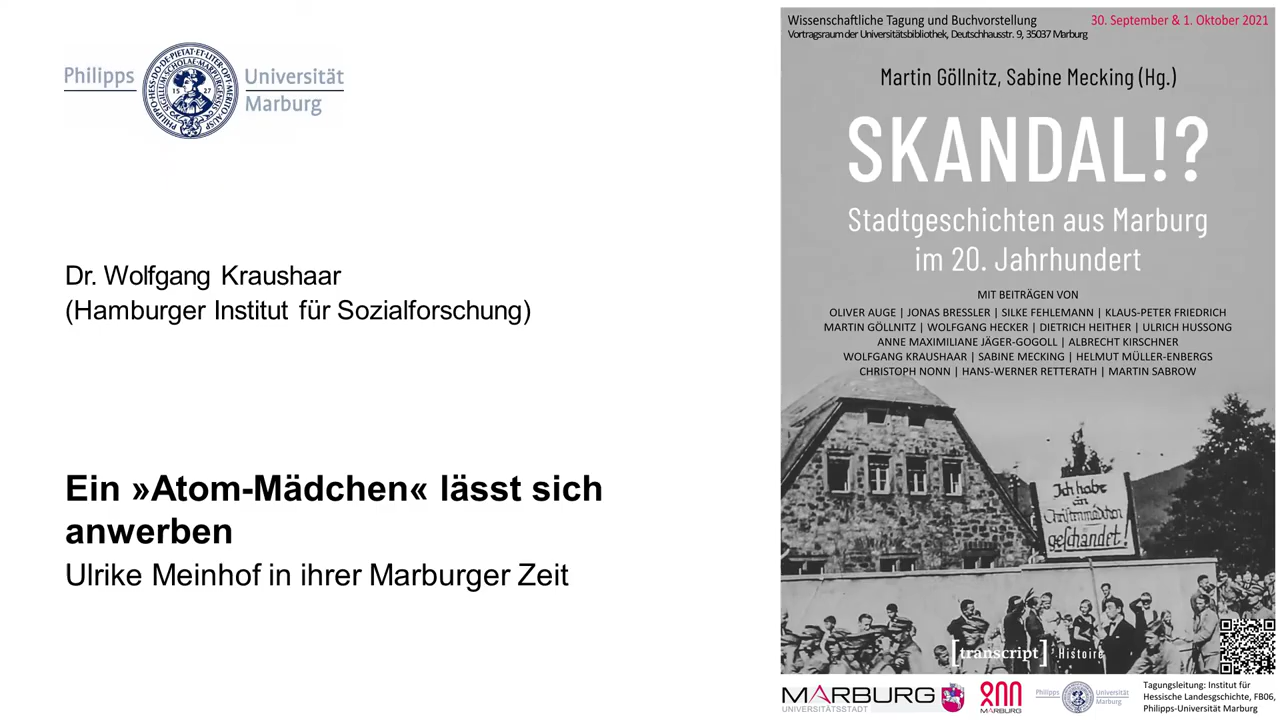 Philipps
Universität
Marburg
1527
Dr. Wolfgang Kraushaar
(Hamburger Institut für Sozialforschung)
Ein »Atom-Mädchen« lässt sich
anwerben
Ulrike Meinhof in ihrer Marburger Zeit
Wissenschaftliche Tagung und Buchvorstellung
30. September & 1. Oktober 2021
Vortragsraum der Universitätsbibliothek, Deutschhausstr. 9, 35037 Marburg
Martin Göllnitz, Sabine Mecking (Hg.)
SKANDAL!?
Stadtgeschichten aus Marburg
im 20. Jahrhundert
MIT BEITRÄGEN VON
OLIVER AUGE | JONAS BRESSLER | SILKE FEHLEMANN | KLAUS-PETER FRIEDRICH
MARTIN GÖLLNITZ | WOLFGANG HECKER | DIETRICH HEITHER | ULRICH HUSSONG
ANNE MAXIMILIANE JÄGER-GOGOLL | ALBRECHT KIRSCHNER
WOLFGANG KRAUSHAAR | SABINE MECKING | HELMUT MÜLLER-ENBERGS
CHRISTOPH NONN | HANS-WERNER RETTERATH | MARTIN SABROW
Ich habe
ein
Christenmädchen
geschändet!
[transcript] Histoire
MARBURG
UNIVERSITÄTSSTADT
MARBURG
Philipps
Universität
Marburg
Tagungsleitung: Institut für
Hessische Landesgeschichte, FB06,
Philipps-Universität Marburg